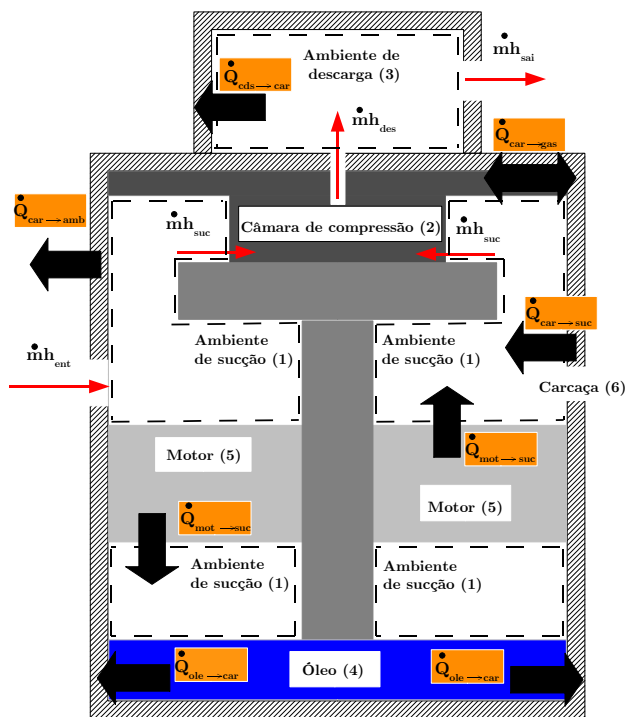 Ambiente de
descarga (3)
ṁh_sai
Q̇_cds→car
ṁh_des
Q̇_car→gas
Q̇_car→amb
ṁh_suc
Câmara de compressão (2)
ṁh_suc
Q̇_car→suc
ṁh_ent
Ambiente
de sucção (1)
Ambiente
de sucção (1)
Carcaça (6)
Motor (5)
Q̇_mot→suc
Motor (5)
Q̇_mot→suc
Ambiente
de sucção (1)
Ambiente
de sucção (1)
Q̇_ole→car
Óleo (4)
Q̇_ole→car